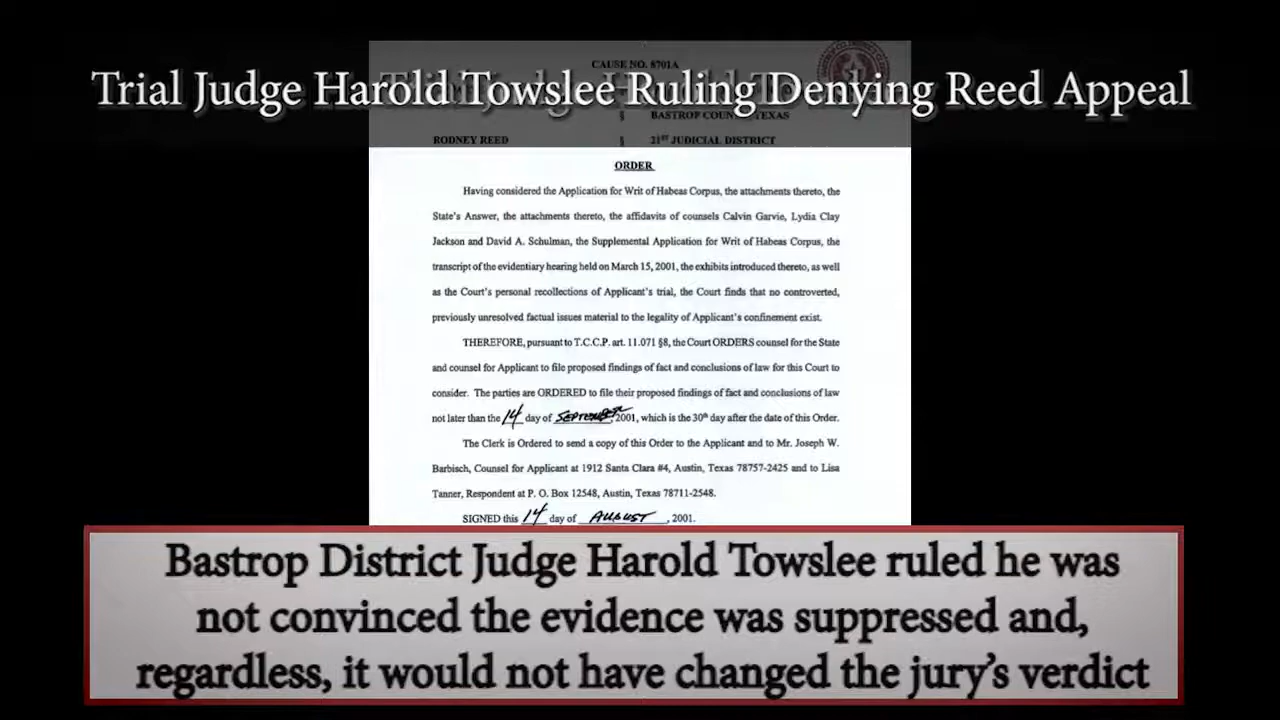 CAUSE NO. 8701A
Trial Judge Harold Towslee Ruling Denying Reed Appeal
§ BASTROP COUNTY, TEXAS
RODNEY REED § 21ST JUDICIAL DISTRICT
ORDER
Having considered the Application for Writ of Habeas Corpus, the attachments thereto, the
State's Answer, the attachments thereto, the affidavits of counsels Calvin Garvie, Lydia Clay
Jackson and David A. Schulman, the Supplemental Application for Writ of Habeas Corpus, the
transcript of the evidentiary hearing held on March 15, 2001, the exhibits introduced thereto, as well
as the Court's personal recollections of Applicant's trial, the Court finds that no controverted,
previously unresolved factual issues material to the legality of Applicant's confinement exist.
THEREFORE, pursuant to T.C.C.P. art. 11.071 §8, the Court ORDERS counsel for the State
and counsel for Applicant to file proposed findings of fact and conclusions of law for this Court to
consider. The parties are ORDERED to file their proposed findings of fact and conclusions of law
not later than the 14 day of SEPTEMBER, 2001, which is the 30th day after the date of this Order.
The Clerk is Ordered to send a copy of this Order to the Applicant and to Mr. Joseph W.
Barbisch, Counsel for Applicant at 1912 Santa Clara #4, Austin, Texas 78757-2425 and to Lisa
Tanner, Respondent at P. O. Box 12548, Austin, Texas 78711-2548.
SIGNED this 14 day of AUGUST, 2001.
Bastrop District Judge Harold Towslee ruled he was
not convinced the evidence was suppressed and,
regardless, it would not have changed the jury's verdict